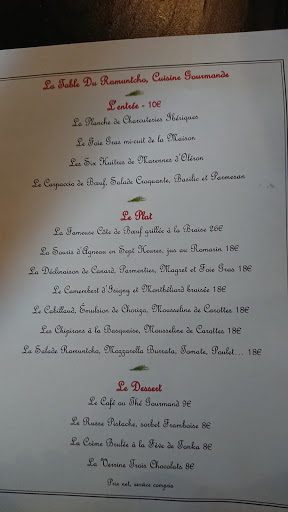 La Table Du Ramuntcho, Cuisine Gourmande
L'entrée - 10€
La Planche de Charcuteries Ibériques
Le Foie Gras mi-cuit de la Maison
Les Six Huîtres de Marennes d'Oléron
Le Carpaccio de Bœuf, Salade Croquante, Basilic et Parmesan
Le Plat
La Fameuse Côte de Bœuf grillée à la Braise 26€
La Souris d'Agneau en Sept Heures, jus au Romarin 18€
La Déclinaison de Canard, Parmentier, Magret et Foie Gras 18€
Le Camembert d'Isigny et Montbéliard braisée 18€
Le Cabillaud, Émulsion de Chorizo, Mousseline de Carottes 18€
Les Chipirons à la Basquaise, Mousseline de Carottes 18€
La Salade Ramuntcho, Mozzarella Burrata, Tomate, Poulet... 18€
Le Dessert
Le Café ou Thé Gourmand 9€
Le Russe Pistache, sorbet Framboise 8€
La Crème Brulée à la Fève de Tonka 8€
La Verrine Trois Chocolats 8€
Prix net, service compris